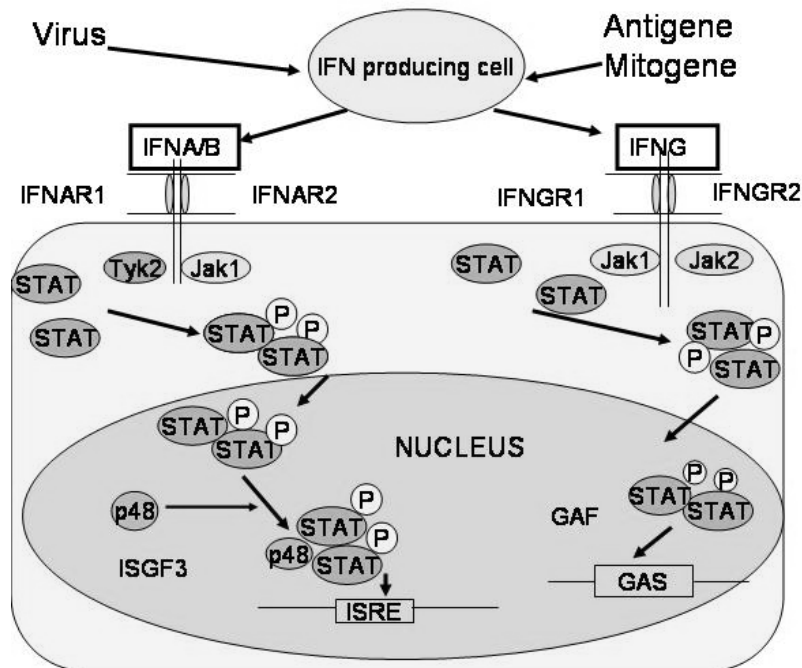 Virus
Antigene
Mitogene
IFN producing cell
IFNA/B
IFNG
IFNAR1
IFNAR2
IFNGR1
IFNGR2
Tyk2
Jak1
STAT
STAT
STAT
P
P
STAT
STAT
STAT
Jak1
Jak2
STAT
P
P
STAT
NUCLEUS
STAT
P
P
STAT
p48
ISGF3
P
STAT
P
p48
STAT
ISRE
GAF
P
P
STAT
STAT
GAS